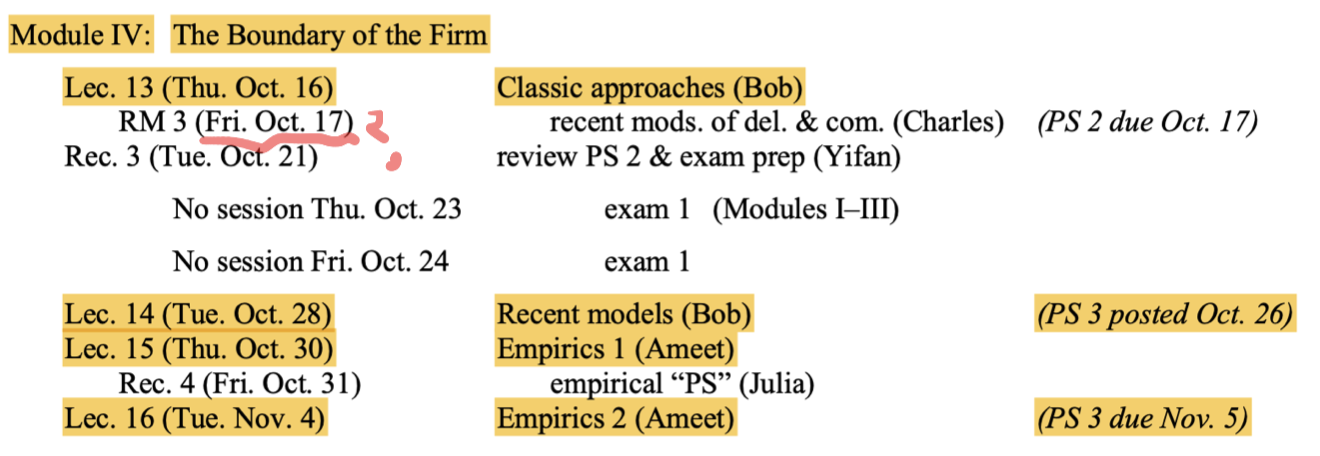 Module IV: The Boundary of the Firm
Lec. 13 (Thu. Oct. 16) Classic approaches (Bob)
RM 3 (Fri. Oct. 17) ? recent mods. of del. & com. (Charles) (PS 2 due Oct. 17)
Rec. 3 (Tue. Oct. 21) review PS 2 & exam prep (Yifan)
No session Thu. Oct. 23 exam 1 (Modules I–III)
No session Fri. Oct. 24 exam 1
Lec. 14 (Tue. Oct. 28) Recent models (Bob) (PS 3 posted Oct. 26)
Lec. 15 (Thu. Oct. 30) Empirics 1 (Ameet)
Rec. 4 (Fri. Oct. 31) empirical “PS” (Julia)
Lec. 16 (Tue. Nov. 4) Empirics 2 (Ameet) (PS 3 due Nov. 5)